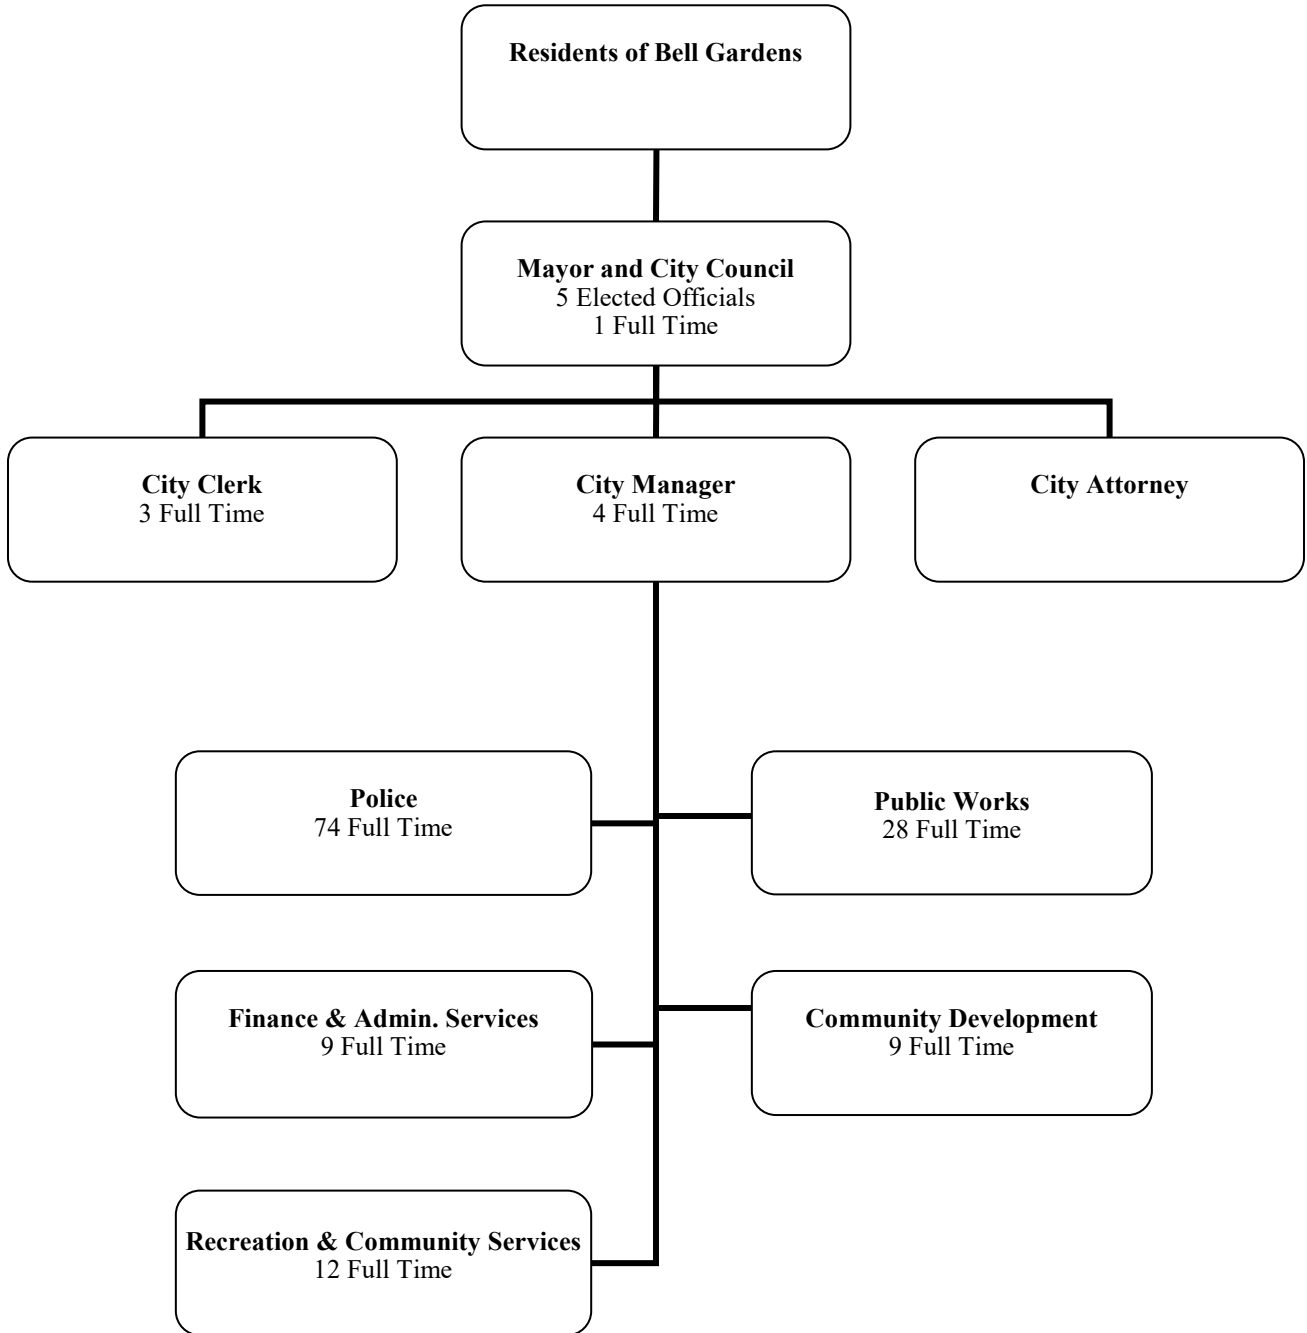 Residents of Bell Gardens
Mayor and City Council
5 Elected Officials
1 Full Time
City Clerk
3 Full Time
City Manager
4 Full Time
City Attorney
Police
74 Full Time
Public Works
28 Full Time
Finance & Admin. Services
9 Full Time
Community Development
9 Full Time
Recreation & Community Services
12 Full Time